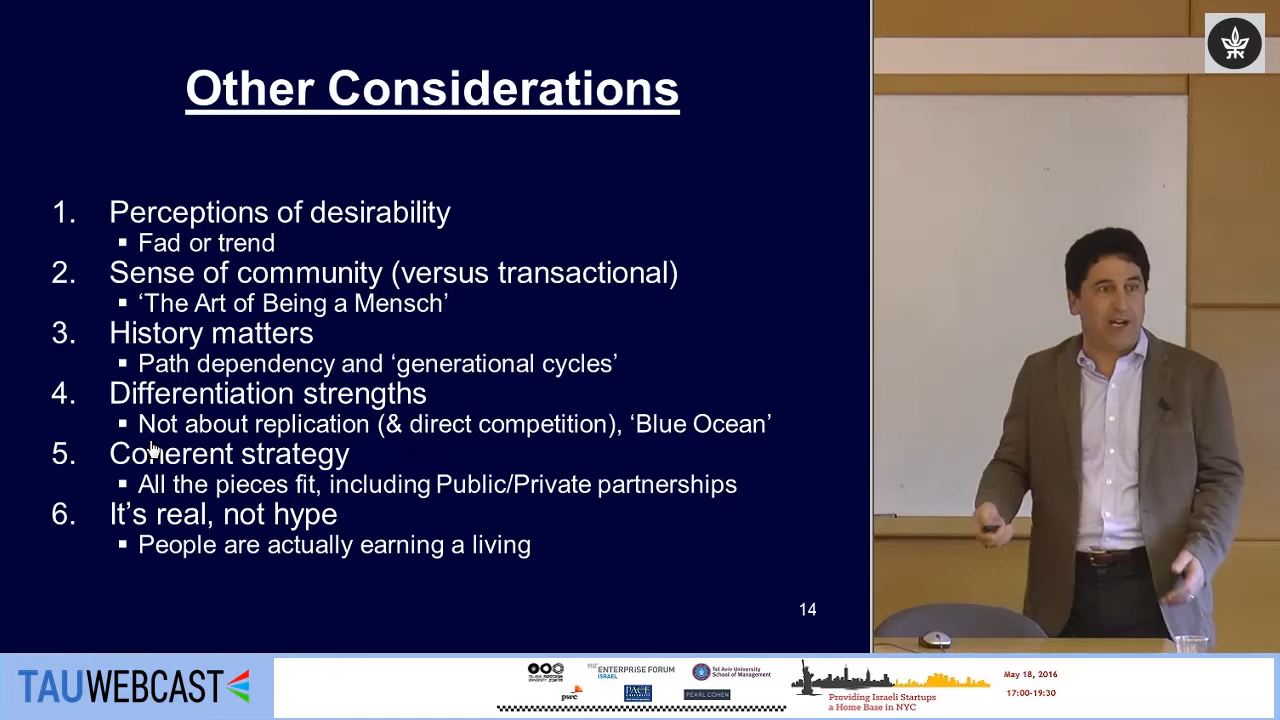 Other Considerations
1. Perceptions of desirability
▪ Fad or trend
2. Sense of community (versus transactional)
▪ ‘The Art of Being a Mensch’
3. History matters
▪ Path dependency and ‘generational cycles’
4. Differentiation strengths
▪ Not about replication (& direct competition), ‘Blue Ocean’
5. Coherent strategy
▪ All the pieces fit, including Public/Private partnerships
6. It’s real, not hype
▪ People are actually earning a living
14
TAUWEBCAST
ENTERPRISE FORUM
ISRAEL
Tel Aviv University
School of Management
pwc
PACE
PEARL COHEN
Providing Israeli Startups
a Home Base in NYC
May 18, 2016
17:00-19:30